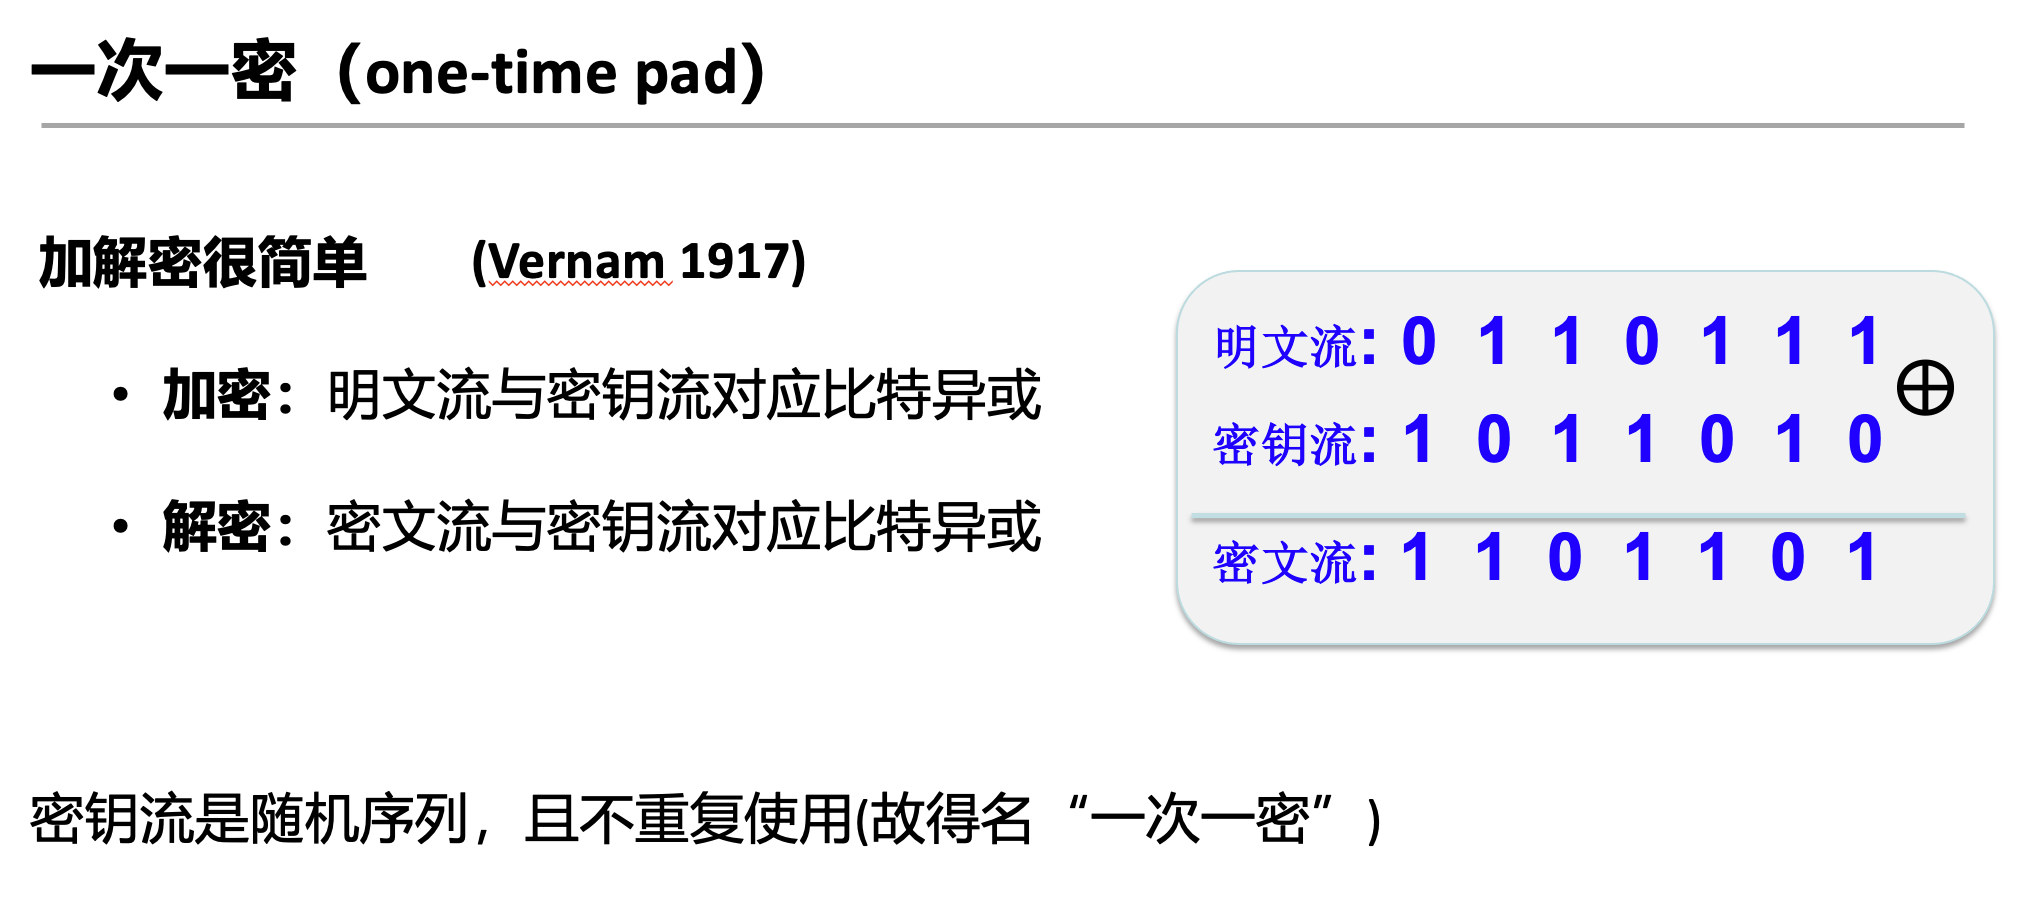 一次一密（one-time pad）
加解密很简单 (Vernam 1917)
• 加密：明文流与密钥流对应比特异或
• 解密：密文流与密钥流对应比特异或
明文流: 0 1 1 0 1 1 1
⊕
密钥流: 1 0 1 1 0 1 0
密文流: 1 1 0 1 1 0 1
密钥流是随机序列，且不重复使用(故得名“一次一密”)